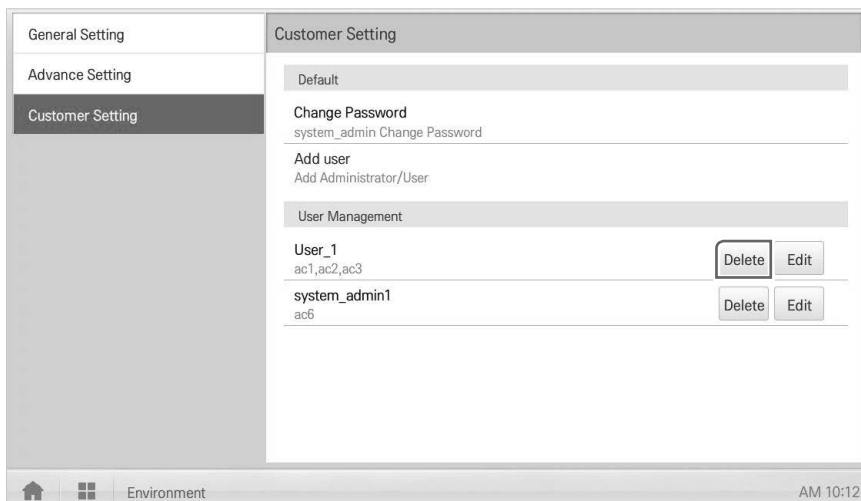 General Setting
Advance Setting
Customer Setting
Customer Setting
Default
Change Password
system_admin Change Password
Add user
Add Administrator/User
User Management
User_1
ac1,ac2,ac3
Delete Edit
system_admin1
ac6
Delete Edit
Environment
AM 10:12